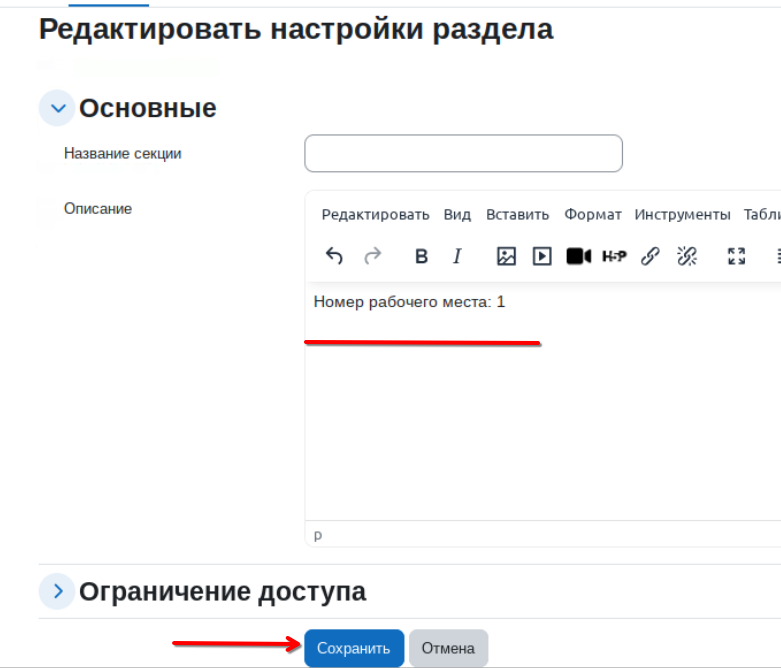 Редактировать настройки раздела
Основные
Название секции
Описание
Редактировать Вид Вставить Формат Инструменты
B I H5P
Номер рабочего места: 1
p
Ограничение доступа
Сохранить Отмена